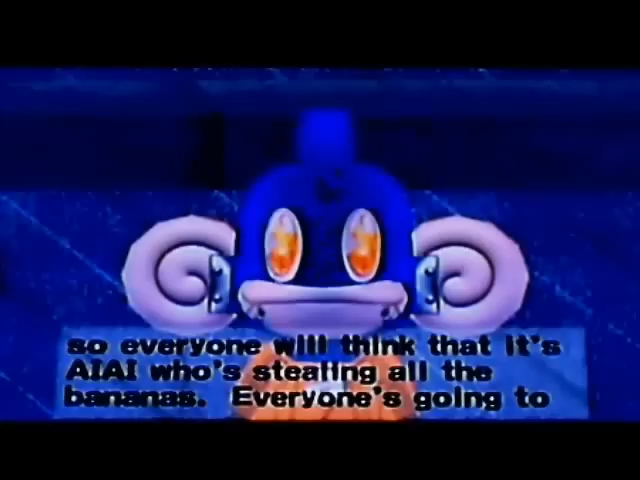 so everyone will think that it's
AIAI who's stealing all the
bananas.  Everyone's going to